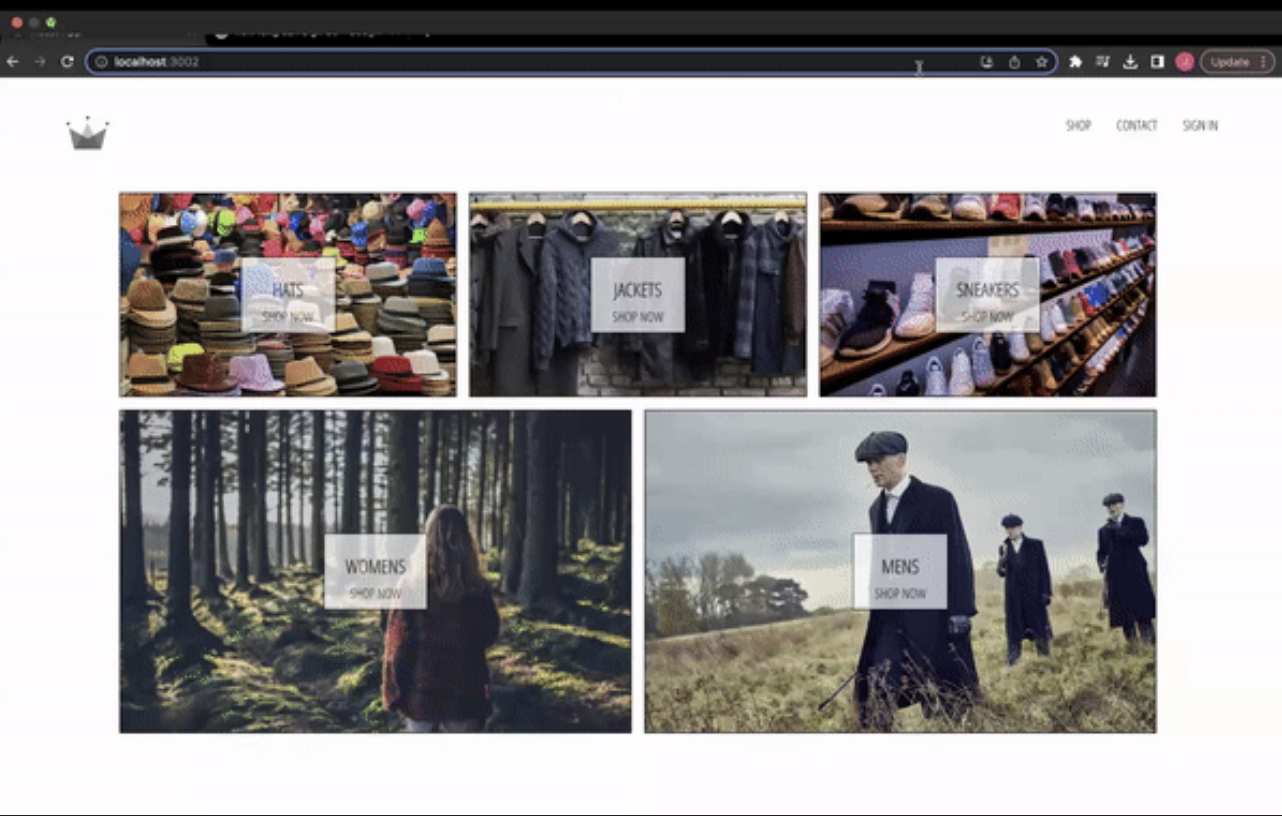 localhost:3002
Update
SHOP CONTACT SIGN IN
HATS
SHOP NOW
JACKETS
SHOP NOW
SNEAKERS
SHOP NOW
WOMENS
SHOP NOW
MENS
SHOP NOW